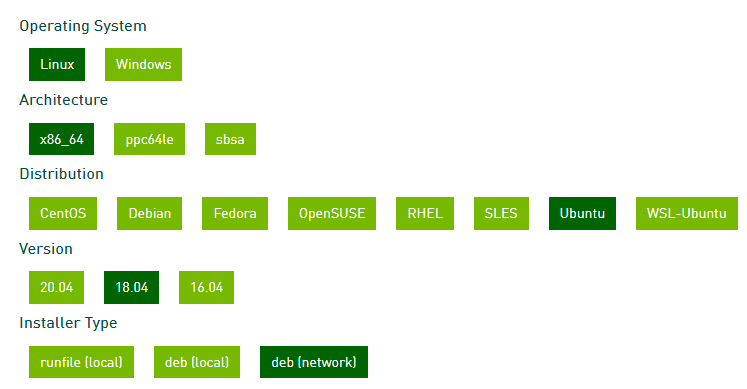 Operating System
Linux Windows
Architecture
x86_64 ppc64le sbsa
Distribution
CentOS Debian Fedora OpenSUSE RHEL SLES Ubuntu WSL-Ubuntu
Version
20.04 18.04 16.04
Installer Type
runfile (local) deb (local) deb (network)